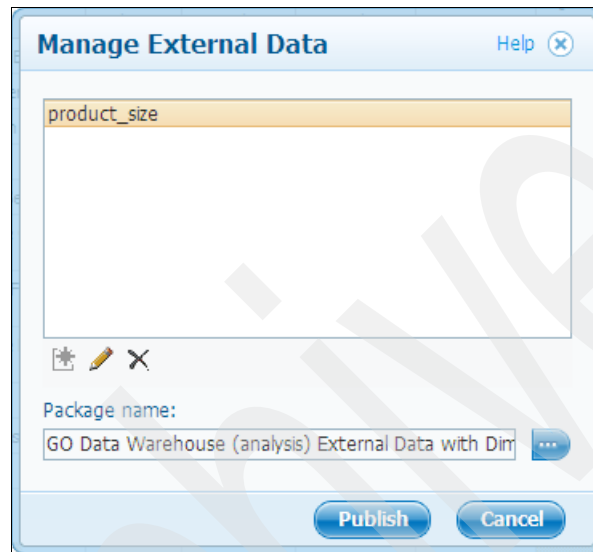 Manage External Data
Help
product_size
Package name:
GO Data Warehouse (analysis) External Data with Dim
...
Publish
Cancel